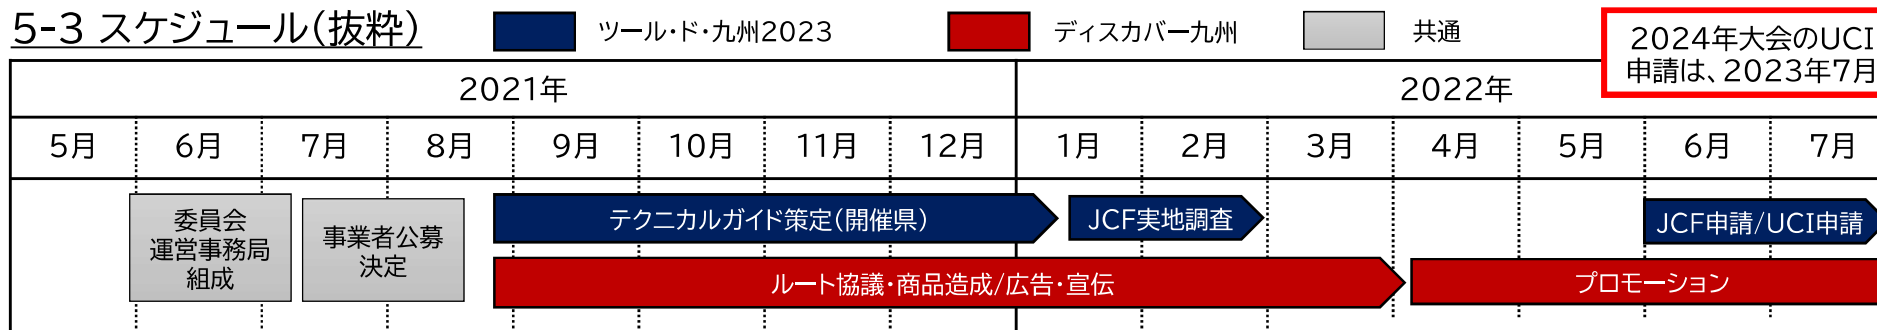 5-3 スケジュール(抜粋)
ツール・ド・九州2023
ディスカバー九州
共通
2024年大会のUCI
申請は、2023年7月
2021年
2022年
5月
6月
7月
8月
9月
10月
11月
12月
1月
2月
3月
4月
5月
6月
7月
委員会
運営事務局
組成
事業者公募
決定
テクニカルガイド策定(開催県)
JCF実地調査
JCF申請/UCI申請
ルート協議・商品造成/広告・宣伝
プロモーション